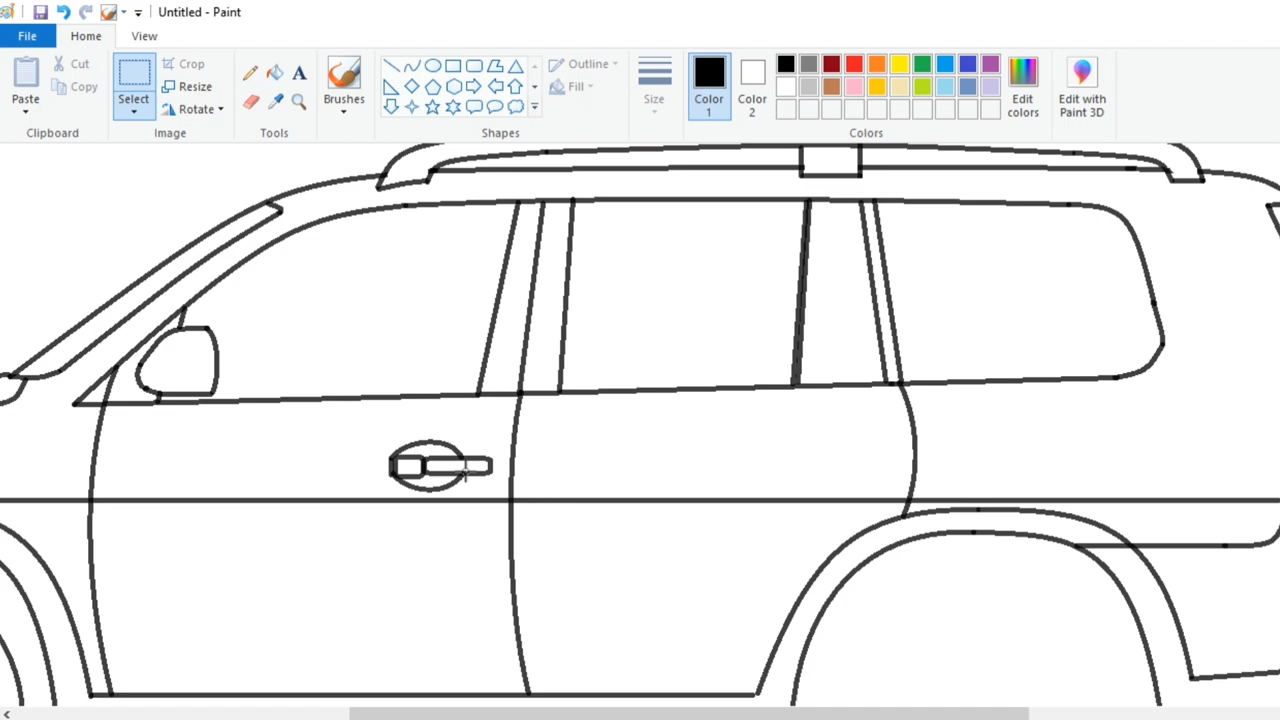 Untitled - Paint
File Home View
Paste
Cut
Copy
Clipboard
Select
Crop
Resize
Rotate
Image
A
Tools
Brushes
Outline
Fill
Shapes
Size
Color 1
Color 2
Edit colors
Colors
Edit with Paint 3D